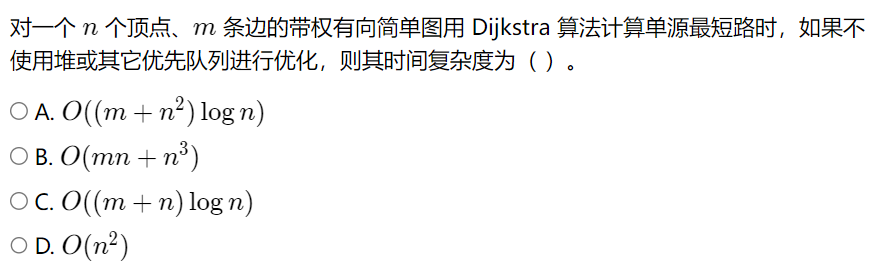 对一个 n 个顶点、m 条边的带权有向简单图用 Dijkstra 算法计算单源最短路时，如果不
使用堆或其它优先队列进行优化，则其时间复杂度为（ ）。
A. O((m + n²) log n)
B. O(mn + n³)
C. O((m + n) log n)
D. O(n²)